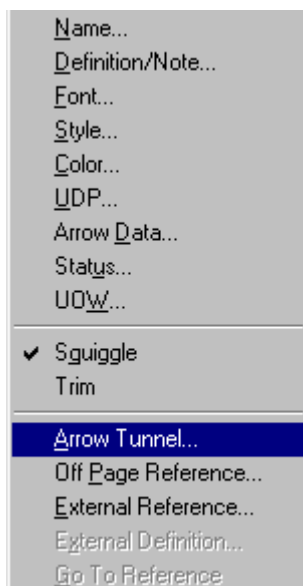 Name...
Definition/Note...
Font...
Style...
Color...
UDP...
Arrow Data...
Status...
UOW...
Squiggle
Trim
Arrow Tunnel...
Off Page Reference...
External Reference...
External Definition...
Go To Reference